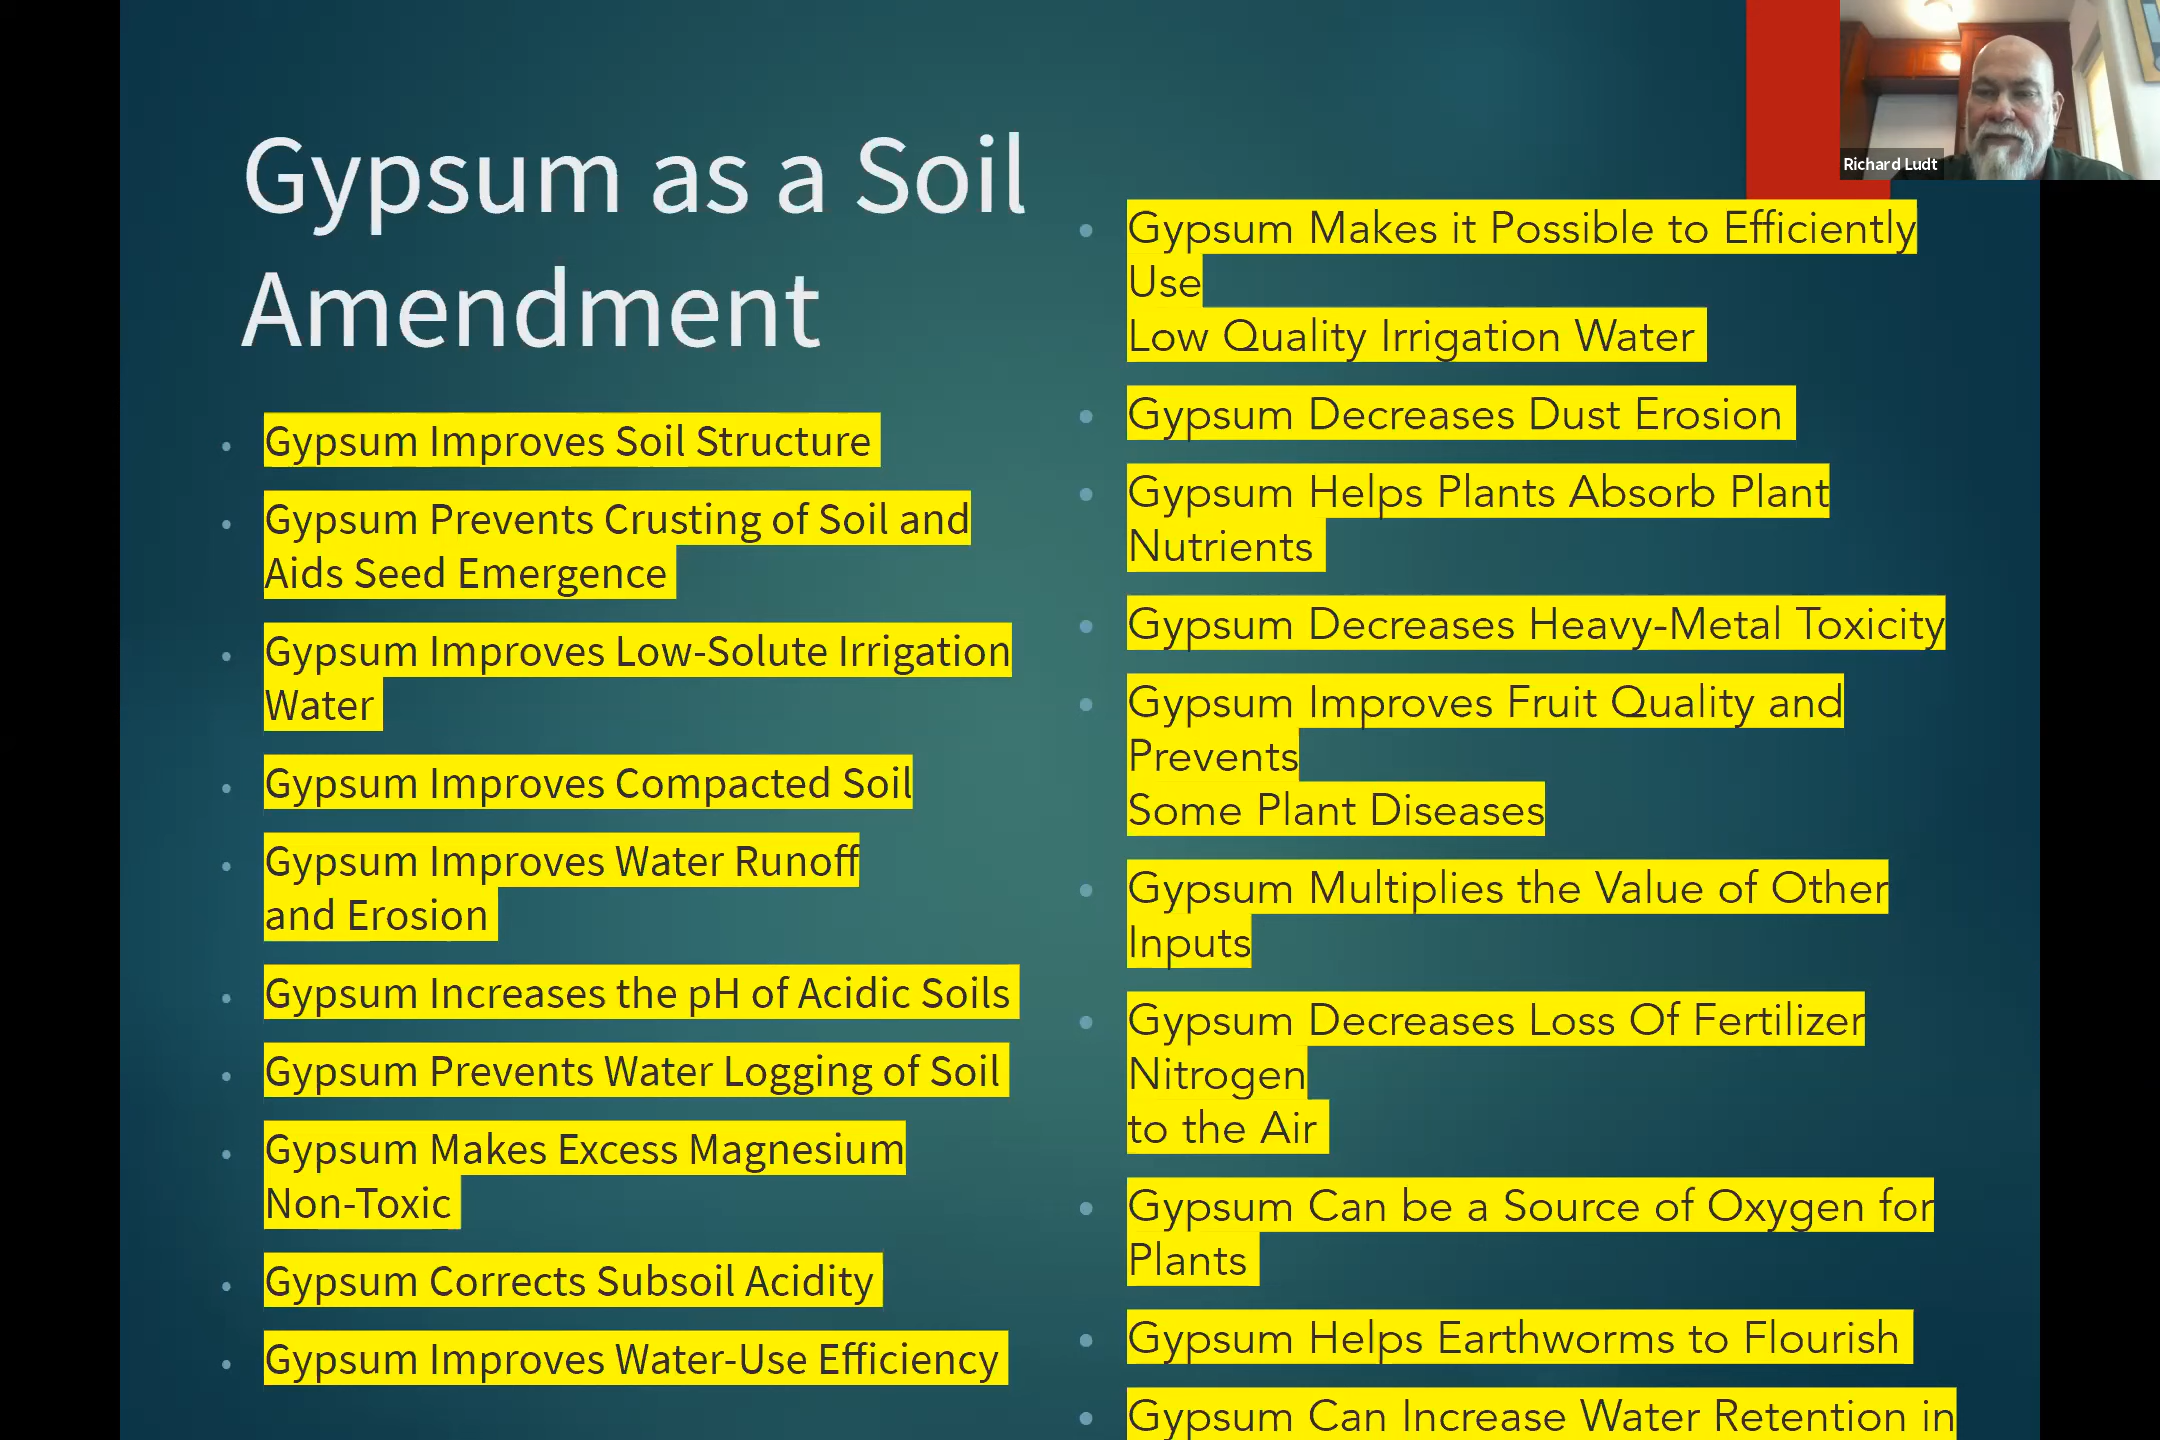 Gypsum as a Soil
Amendment
Gypsum Improves Soil Structure
Gypsum Prevents Crusting of Soil and
Aids Seed Emergence
Gypsum Improves Low-Solute Irrigation
Water
Gypsum Improves Compacted Soil
Gypsum Improves Water Runoff
and Erosion
Gypsum Increases the pH of Acidic Soils
Gypsum Prevents Water Logging of Soil
Gypsum Makes Excess Magnesium
Non-Toxic
Gypsum Corrects Subsoil Acidity
Gypsum Improves Water-Use Efficiency
Gypsum Makes it Possible to Efficiently
Use
Low Quality Irrigation Water
Gypsum Decreases Dust Erosion
Gypsum Helps Plants Absorb Plant
Nutrients
Gypsum Decreases Heavy-Metal Toxicity
Gypsum Improves Fruit Quality and
Prevents
Some Plant Diseases
Gypsum Multiplies the Value of Other
Inputs
Gypsum Decreases Loss Of Fertilizer
Nitrogen
to the Air
Gypsum Can be a Source of Oxygen for
Plants
Gypsum Helps Earthworms to Flourish
Gypsum Can Increase Water Retention in
Richard Ludt